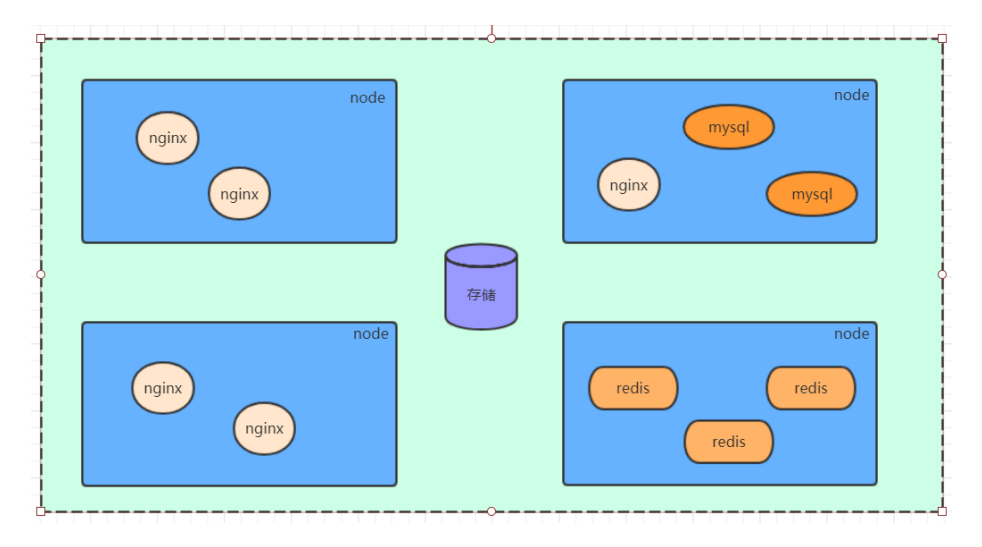 node
nginx
nginx
node
mysql
nginx
mysql
存储
node
nginx
nginx
node
redis
redis
redis